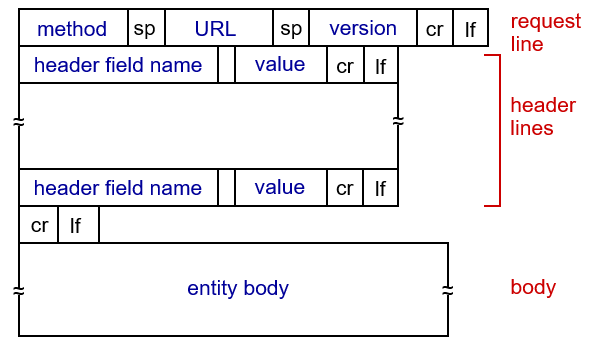 method sp URL sp version cr lf
request
line
header field name value cr lf
header
lines
header field name value cr lf
cr lf
entity body
body